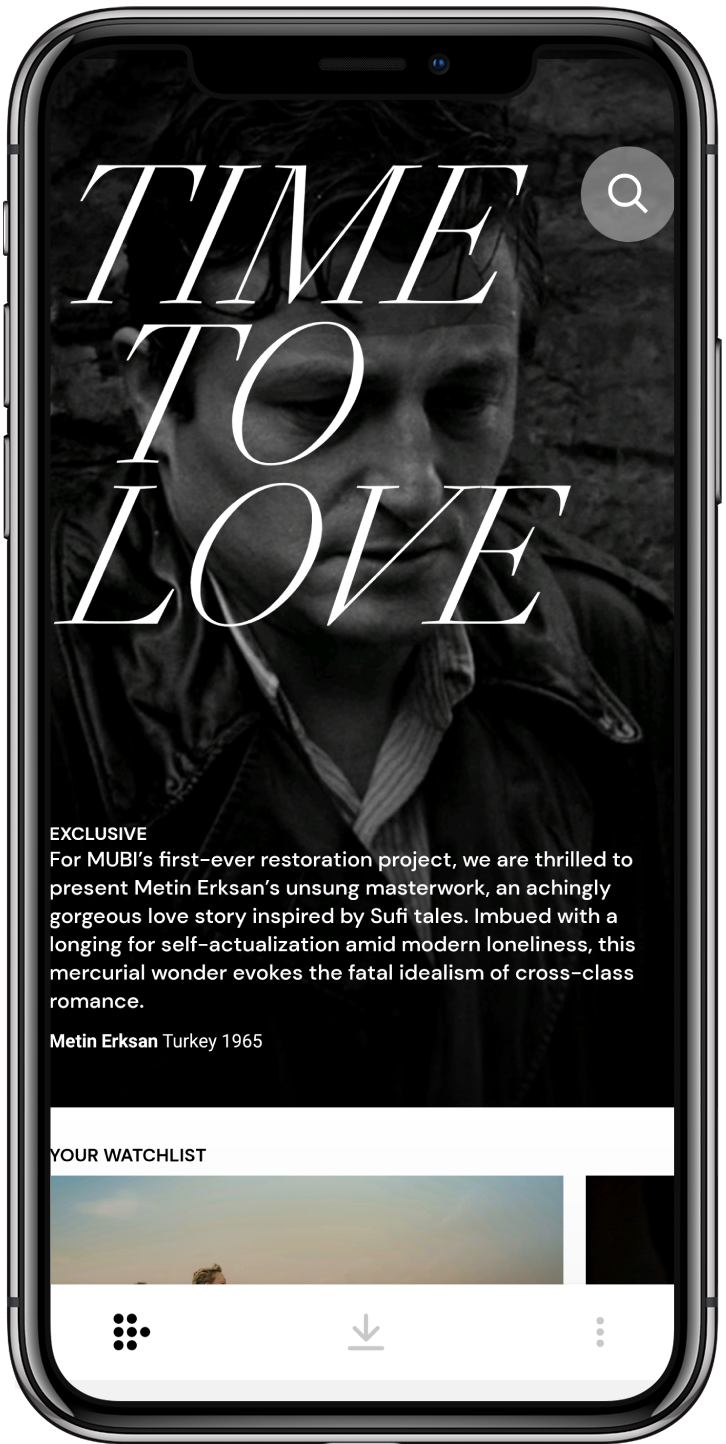 TIME
TO
LOVE
EXCLUSIVE
For MUBI's first-ever restoration project, we are thrilled to
present Metin Erksan's unsung masterwork, an achingly
gorgeous love story inspired by Sufi tales. Imbued with a
longing for self-actualization amid modern loneliness, this
mercurial wonder evokes the fatal idealism of cross-class
romance.
Metin Erksan Turkey 1965
YOUR WATCHLIST